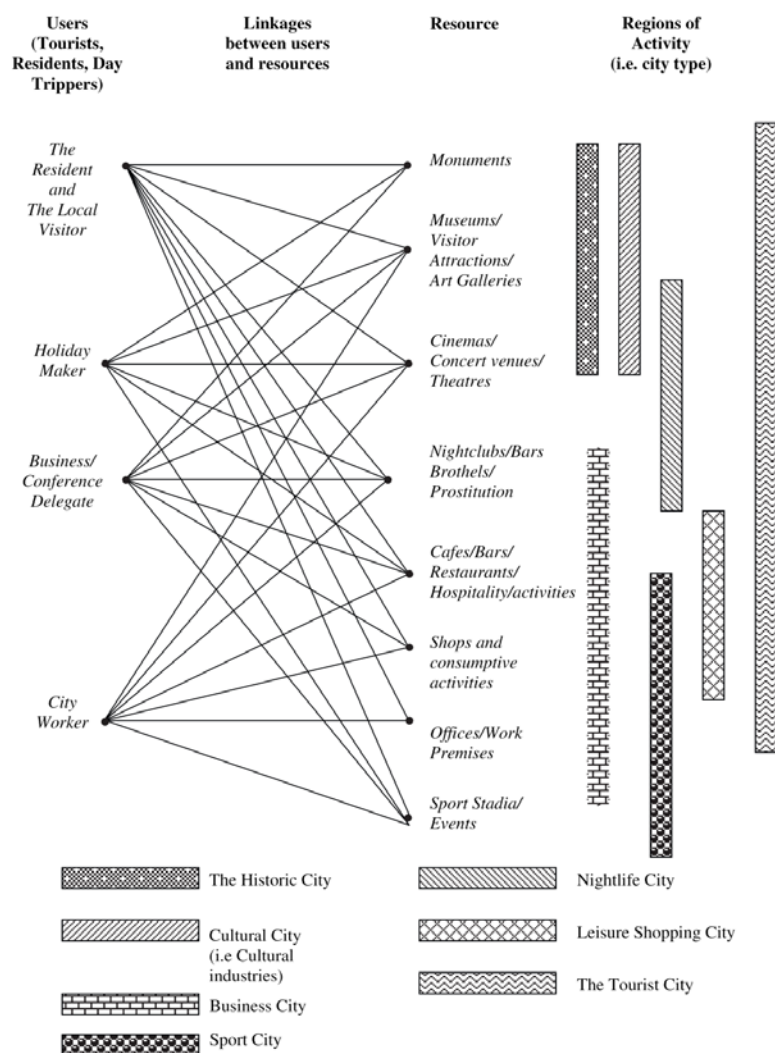 Users
(Tourists,
Residents, Day
Trippers)
Linkages
between users
and resources
Resource
Regions of
Activity
(i.e. city type)
The
Resident
and
The Local
Visitor
Holiday
Maker
Business/
Conference
Delegate
City
Worker
Monuments
Museums/
Visitor
Attractions/
Art Galleries
Cinemas/
Concert venues/
Theatres
Nightclubs/Bars
Brothels/
Prostitution
Cafes/Bars/
Restaurants/
Hospitality/activities
Shops and
consumptive
activities
Offices/Work
Premises
Sport Stadia/
Events
The Historic City
Cultural City
(i.e Cultural
industries)
Business City
Sport City
Nightlife City
Leisure Shopping City
The Tourist City